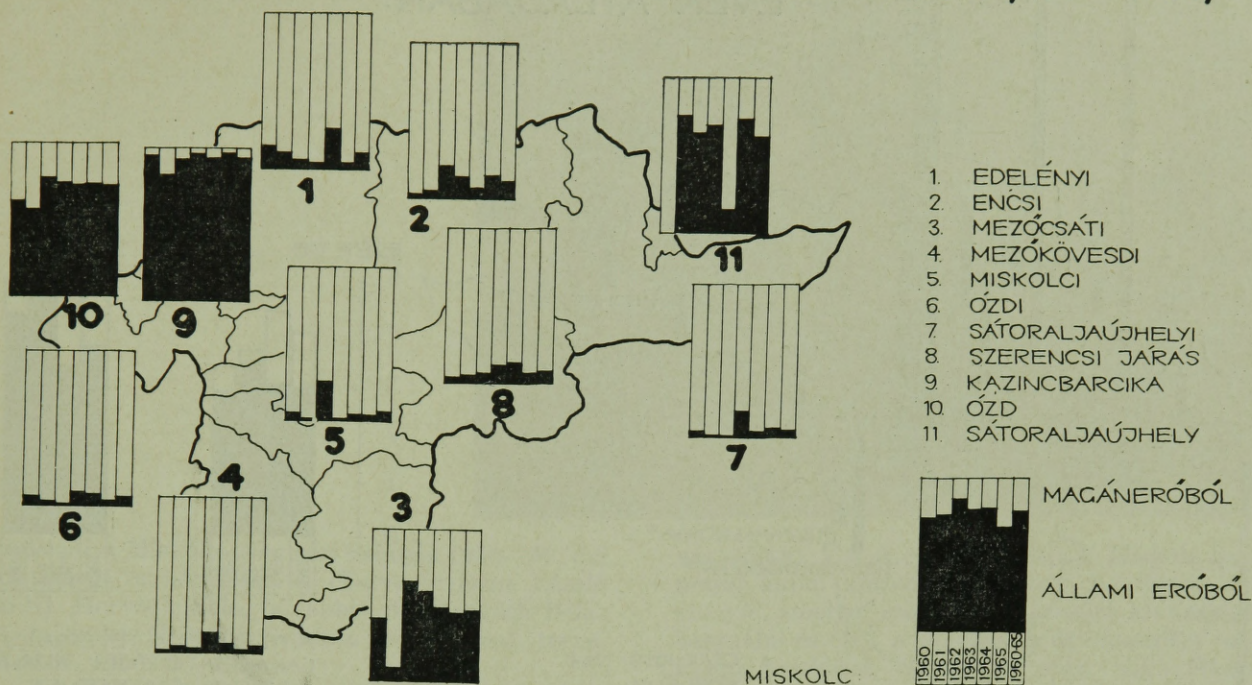 1
2
11
10
9
8
5
7
6
4
3
1. EDELÉNYI
2 ENCSI
3. MEZŐCSÁTI
4. MEZŐKÖVESDI
5. MISKOLCI
6. ÓZDI
7. SÁTORALJAÚJHELYI
8. SZERENCSI JÁRÁS
9. KAZINCBARCIKA
10. ÓZD
11. SÁTORALJAÚJHELY
MAGÁNERŐBŐL
ÁLLAMI ERŐBŐL
1960
1961
1962
1963
1964
1965
1960-65
MISKOLC